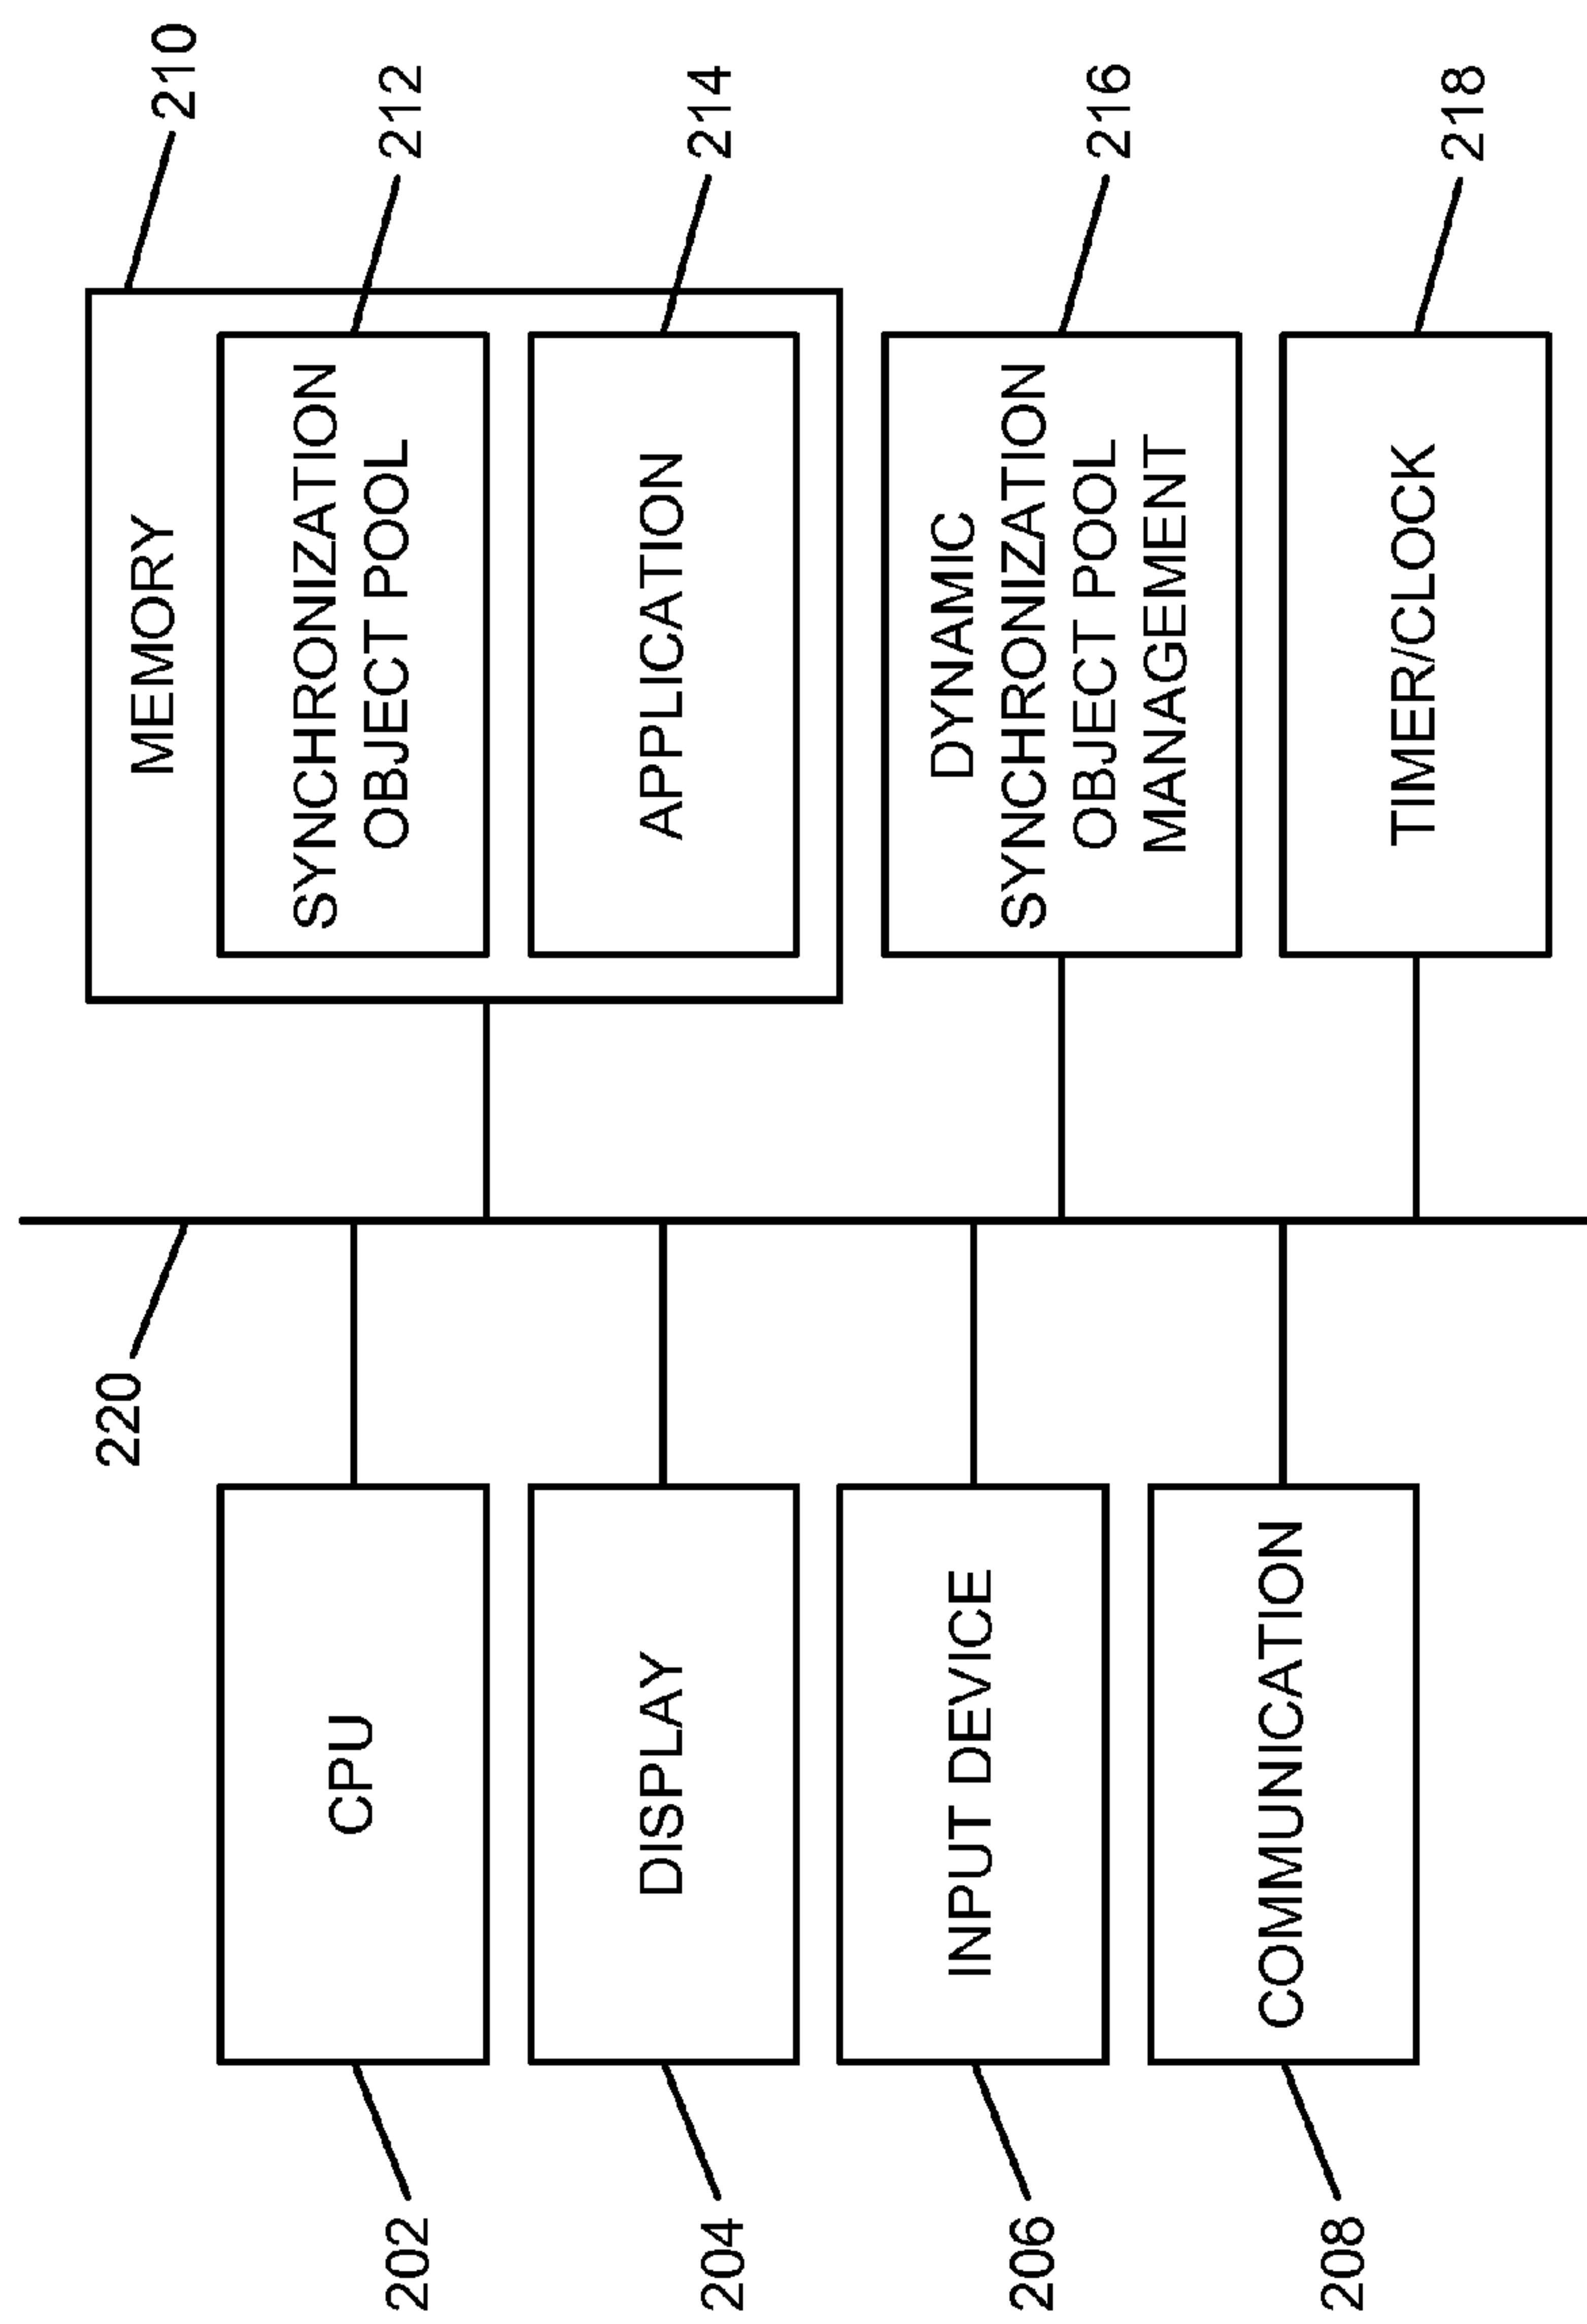 210
MEMORY
220
202
CPU
SYNCHRONIZATION
OBJECT POOL
212
204
DISPLAY
APPLICATION
214
206
INPUT DEVICE
DYNAMIC
SYNCHRONIZATION
OBJECT POOL
MANAGEMENT
216
208
COMMUNICATION
TIMER/CLOCK
218